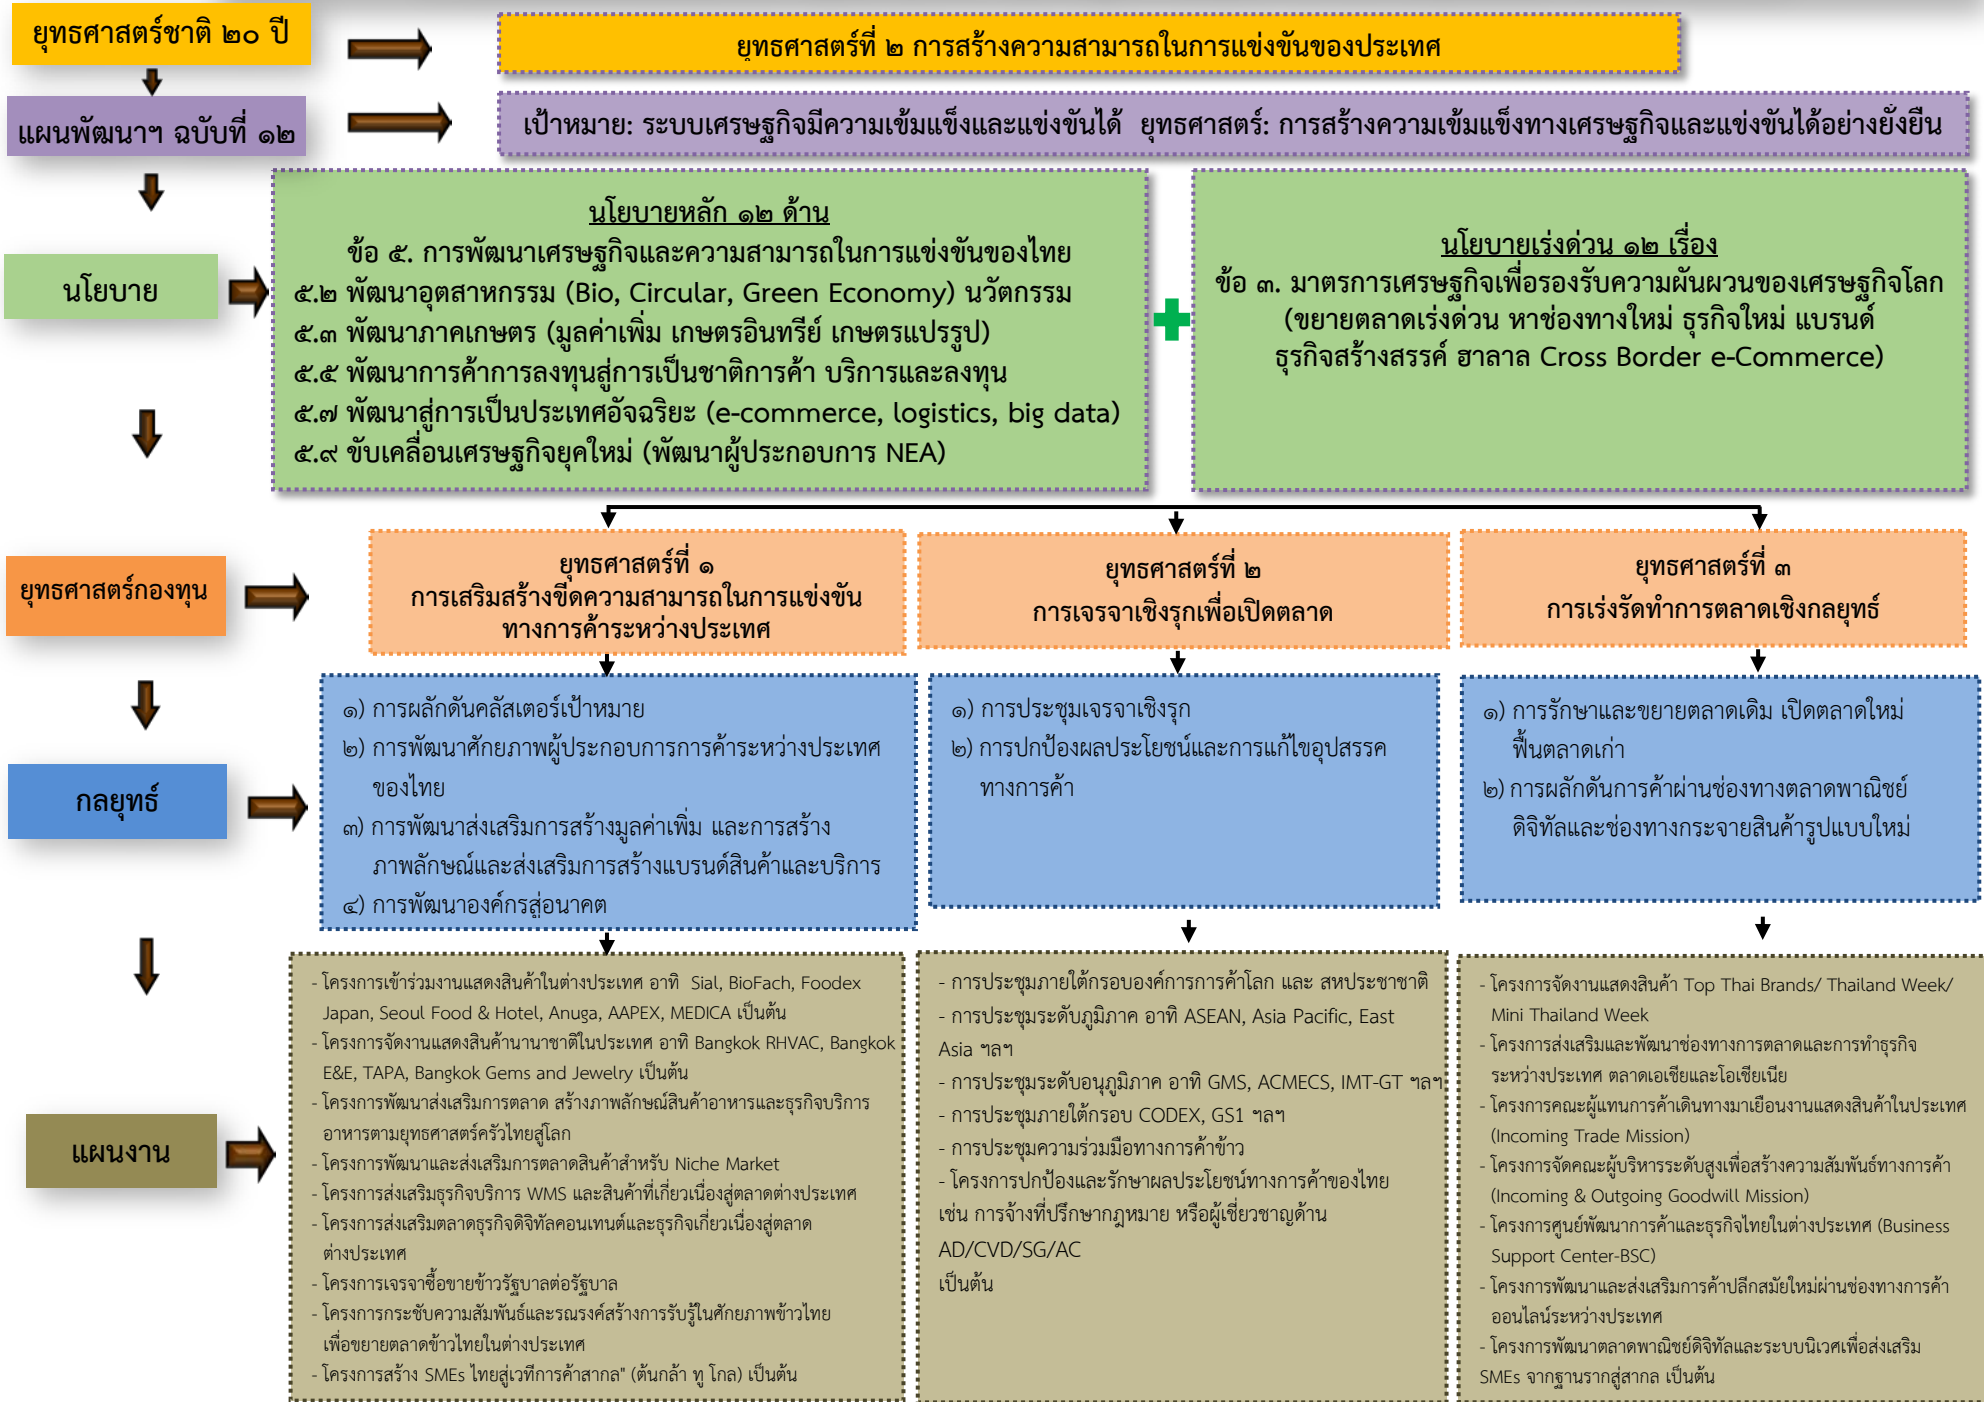 ยุทธศาสตร์ชาติ ๒๐ ปี
ยุทธศาสตร์ที่ ๒ การสร้างความสามารถในการแข่งขันของประเทศ
แผนพัฒนาฯ ฉบับที่ ๑๒
เป้าหมาย: ระบบเศรษฐกิจมีความเข้มแข็งและแข่งขันได้ ยุทธศาสตร์: การสร้างความเข้มแข็งทางเศรษฐกิจและแข่งขันได้อย่างยั่งยืน
นโยบาย
นโยบายหลัก ๑๒ ด้าน
ข้อ ๕. การพัฒนาเศรษฐกิจและความสามารถในการแข่งขันของไทย
๕.๒ พัฒนาอุตสาหกรรม (Bio, Circular, Green Economy) นวัตกรรม
๕.๓ พัฒนาภาคเกษตร (มูลค่าเพิ่ม เกษตรอินทรีย์ เกษตรแปรรูป)
๕.๕ พัฒนาการค้าการลงทุนสู่การเป็นชาติการค้า บริการและลงทุน
๕.๗ พัฒนาสู่การเป็นประเทศอัจฉริยะ (e-commerce, logistics, big data)
๕.๙ ขับเคลื่อนเศรษฐกิจยุคใหม่ (พัฒนาผู้ประกอบการ NEA)
นโยบายเร่งด่วน ๑๒ เรื่อง
ข้อ ๓. มาตรการเศรษฐกิจเพื่อรองรับความผันผวนของเศรษฐกิจโลก
(ขยายตลาดเร่งด่วน หาช่องทางใหม่ ธุรกิจใหม่ แบรนด์
ธุรกิจสร้างสรรค์ ฮาลาล Cross Border e-Commerce)
ยุทธศาสตร์กองทุน
ยุทธศาสตร์ที่ ๑
การเสริมสร้างขีดความสามารถในการแข่งขัน
ทางการค้าระหว่างประเทศ
ยุทธศาสตร์ที่ ๒
การเจรจาเชิงรุกเพื่อเปิดตลาด
ยุทธศาสตร์ที่ ๓
การเร่งรัดทำการตลาดเชิงกลยุทธ์
กลยุทธ์
๑) การผลักดันคลัสเตอร์เป้าหมาย
๒) การพัฒนาศักยภาพผู้ประกอบการการค้าระหว่างประเทศ
ของไทย
๓) การพัฒนาส่งเสริมการสร้างมูลค่าเพิ่ม และการสร้าง
ภาพลักษณ์และส่งเสริมการสร้างแบรนด์สินค้าและบริการ
๔) การพัฒนาองค์กรสู่อนาคต
๑) การประชุมเจรจาเชิงรุก
๒) การปกป้องผลประโยชน์และการแก้ไขอุปสรรค
ทางการค้า
๑) การรักษาและขยายตลาดเดิม เปิดตลาดใหม่
ฟื้นตลาดเก่า
๒) การผลักดันการค้าผ่านช่องทางตลาดพาณิชย์
ดิจิทัลและช่องทางกระจายสินค้ารูปแบบใหม่
แผนงาน
- โครงการเข้าร่วมงานแสดงสินค้าในต่างประเทศ อาทิ Sial, BioFach, Foodex
Japan, Seoul Food & Hotel, Anuga, AAPEX, MEDICA เป็นต้น
- โครงการจัดงานแสดงสินค้านานาชาติในประเทศ อาทิ Bangkok RHVAC, Bangkok
E&E, TAPA, Bangkok Gems and Jewelry เป็นต้น
- โครงการพัฒนาส่งเสริมการตลาด สร้างภาพลักษณ์สินค้าอาหารและธุรกิจบริการ
อาหารตามยุทธศาสตร์ครัวไทยสู่โลก
- โครงการพัฒนาและส่งเสริมการตลาดสินค้าสำหรับ Niche Market
- โครงการส่งเสริมธุรกิจบริการ WMS และสินค้าที่เกี่ยวเนื่องสู่ตลาดต่างประเทศ
- โครงการส่งเสริมตลาดธุรกิจดิจิทัลคอนเทนต์และธุรกิจเกี่ยวเนื่องสู่ตลาด
ต่างประเทศ
- โครงการเจรจาซื้อขายข้าวรัฐบาลต่อรัฐบาล
- โครงการกระชับความสัมพันธ์และรณรงค์สร้างการรับรู้ในศักยภาพข้าวไทย
เพื่อขยายตลาดข้าวไทยในต่างประเทศ
- โครงการสร้าง SMEs ไทยสู่เวทีการค้าสากล" (ต้นกล้า ทู โกล) เป็นต้น
- การประชุมภายใต้กรอบองค์การการค้าโลก และ สหประชาชาติ
- การประชุมระดับภูมิภาค อาทิ ASEAN, Asia Pacific, East
Asia ฯลฯ
- การประชุมระดับอนุภูมิภาค อาทิ GMS, ACMECS, IMT-GT ฯลฯ
- การประชุมภายใต้กรอบ CODEX, GS1 ฯลฯ
- การประชุมความร่วมมือทางการค้าข้าว
- โครงการปกป้องและรักษาผลประโยชน์ทางการค้าของไทย
เช่น การจ้างที่ปรึกษากฎหมาย หรือผู้เชี่ยวชาญด้าน
AD/CVD/SG/AC
เป็นต้น
- โครงการจัดงานแสดงสินค้า Top Thai Brands/ Thailand Week/
Mini Thailand Week
- โครงการส่งเสริมและพัฒนาช่องทางการตลาดและการทำธุรกิจ
ระหว่างประเทศ ตลาดเอเชียและโอเชียเนีย
- โครงการคณะผู้แทนการค้าเดินทางมาเยือนงานแสดงสินค้าในประเทศ
(Incoming Trade Mission)
- โครงการจัดคณะผู้บริหารระดับสูงเพื่อสร้างความสัมพันธ์ทางการค้า
(Incoming & Outgoing Goodwill Mission)
- โครงการศูนย์พัฒนาการค้าและธุรกิจไทยในต่างประเทศ (Business
Support Center-BSC)
- โครงการพัฒนาและส่งเสริมการค้าปลีกสมัยใหม่ผ่านช่องทางการค้า
ออนไลน์ระหว่างประเทศ
- โครงการพัฒนาตลาดพาณิชย์ดิจิทัลและระบบนิเวศเพื่อส่งเสริม
SMEs จากฐานรากสู่สากล เป็นต้น